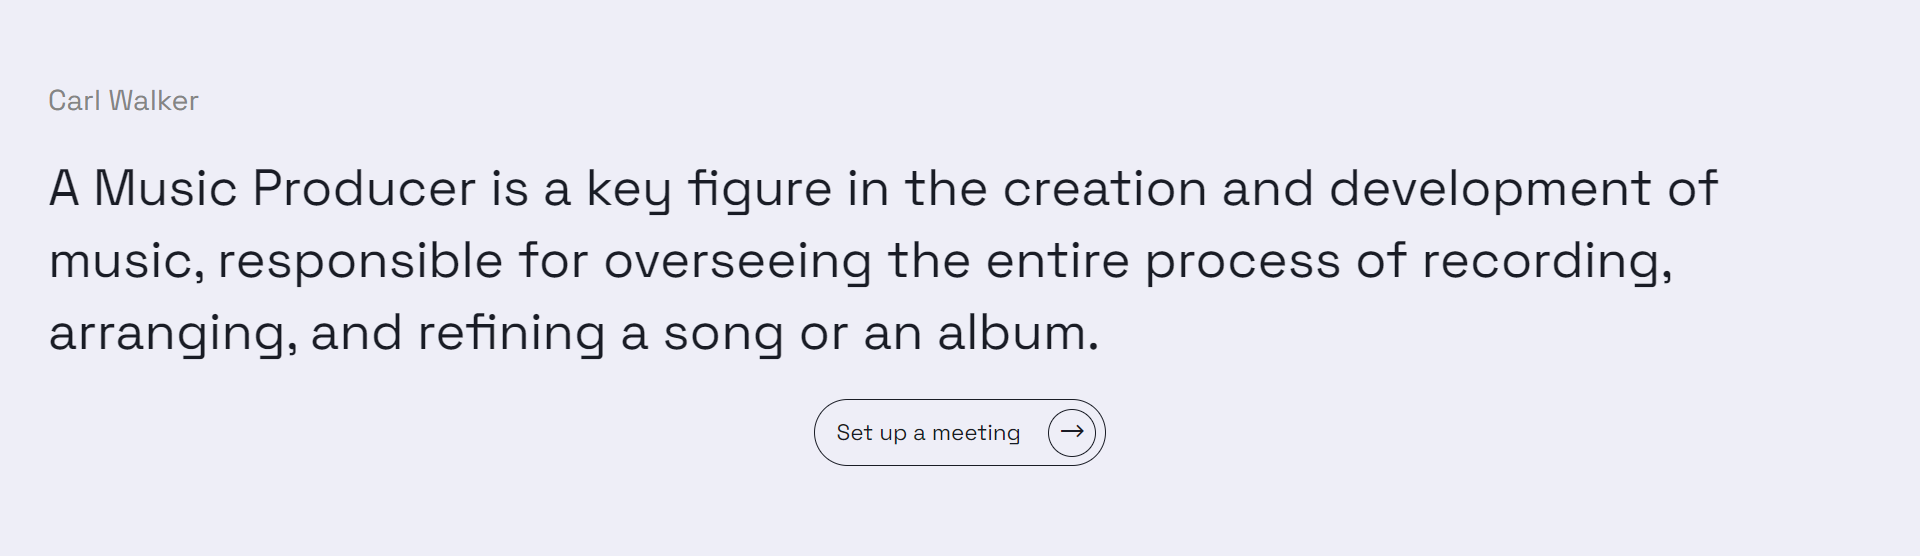 Carl Walker
A Music Producer is a key figure in the creation and development of
music, responsible for overseeing the entire process of recording,
arranging, and refining a song or an album.
Set up a meeting